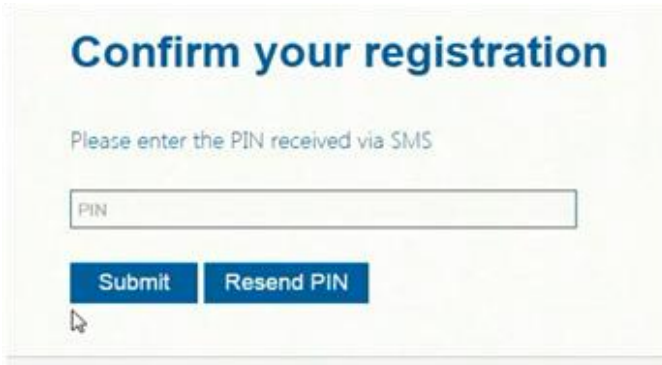 Confirm your registration
Please enter the PIN received via SMS
PIN
Submit Resend PIN